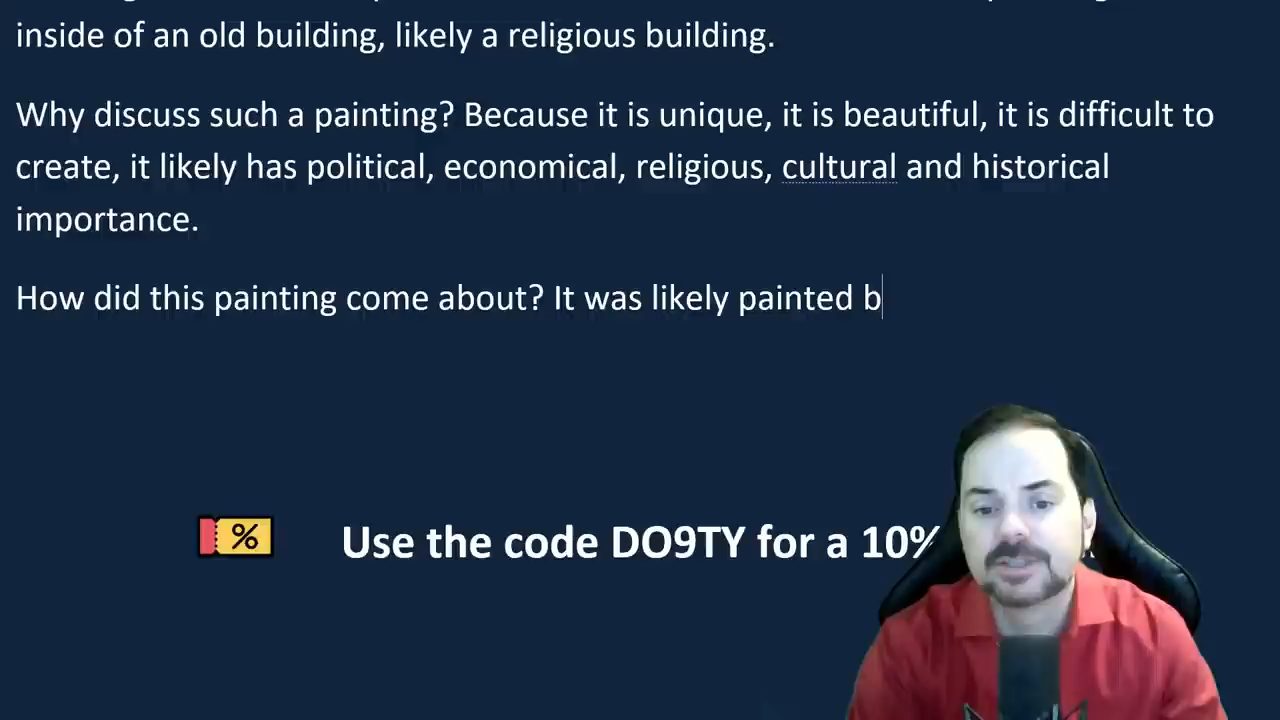 inside of an old building, likely a religious building.
Why discuss such a painting? Because it is unique, it is beautiful, it is difficult to
create, it likely has political, economical, religious, cultural and historical
importance.
How did this painting come about? It was likely painted b
%
Use the code DO9TY for a 10%